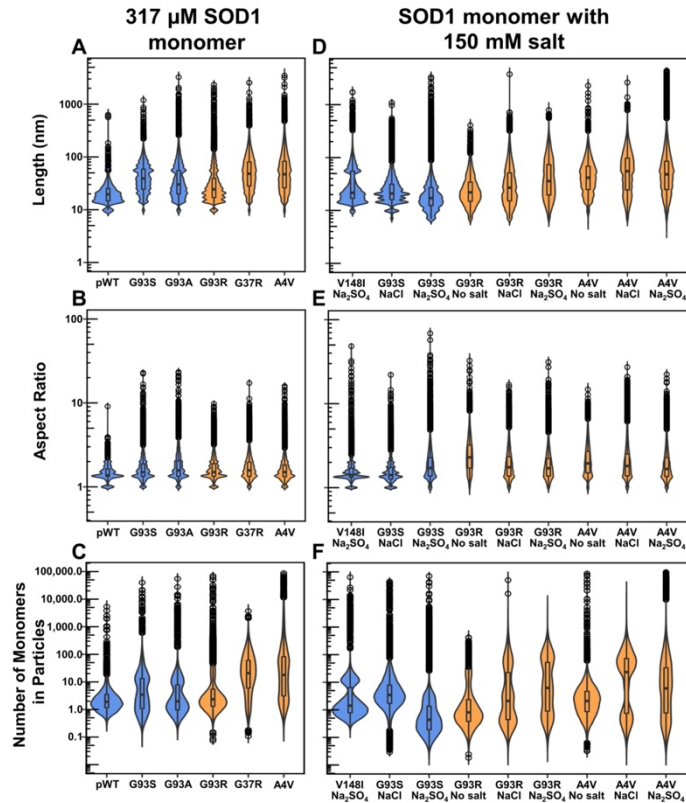 317 µM SOD1
monomer
SOD1 monomer with
150 mM salt
A
Length (nm)
1000
100
10
1
pWT G93S G93A G93R G37R A4V
D
V148I G93S G93S G93R G93R G93R A4V A4V A4V
Na₂SO₄ NaCl Na₂SO₄ No salt NaCl Na₂SO₄ No salt NaCl Na₂SO₄
B
Aspect Ratio
100
10
1
pWT G93S G93A G93R G37R A4V
E
V148I G93S G93S G93R G93R G93R A4V A4V A4V
Na₂SO₄ NaCl Na₂SO₄ No salt NaCl Na₂SO₄ No salt NaCl Na₂SO₄
C
Number of Monomers
in Particles
100,000.0
10,000.0
1,000.0
100.0
10.0
1.0
0.1
pWT G93S G93A G93R G37R A4V
F
V148I G93S G93S G93R G93R G93R A4V A4V A4V
Na₂SO₄ NaCl Na₂SO₄ No salt NaCl Na₂SO₄ No salt NaCl Na₂SO₄